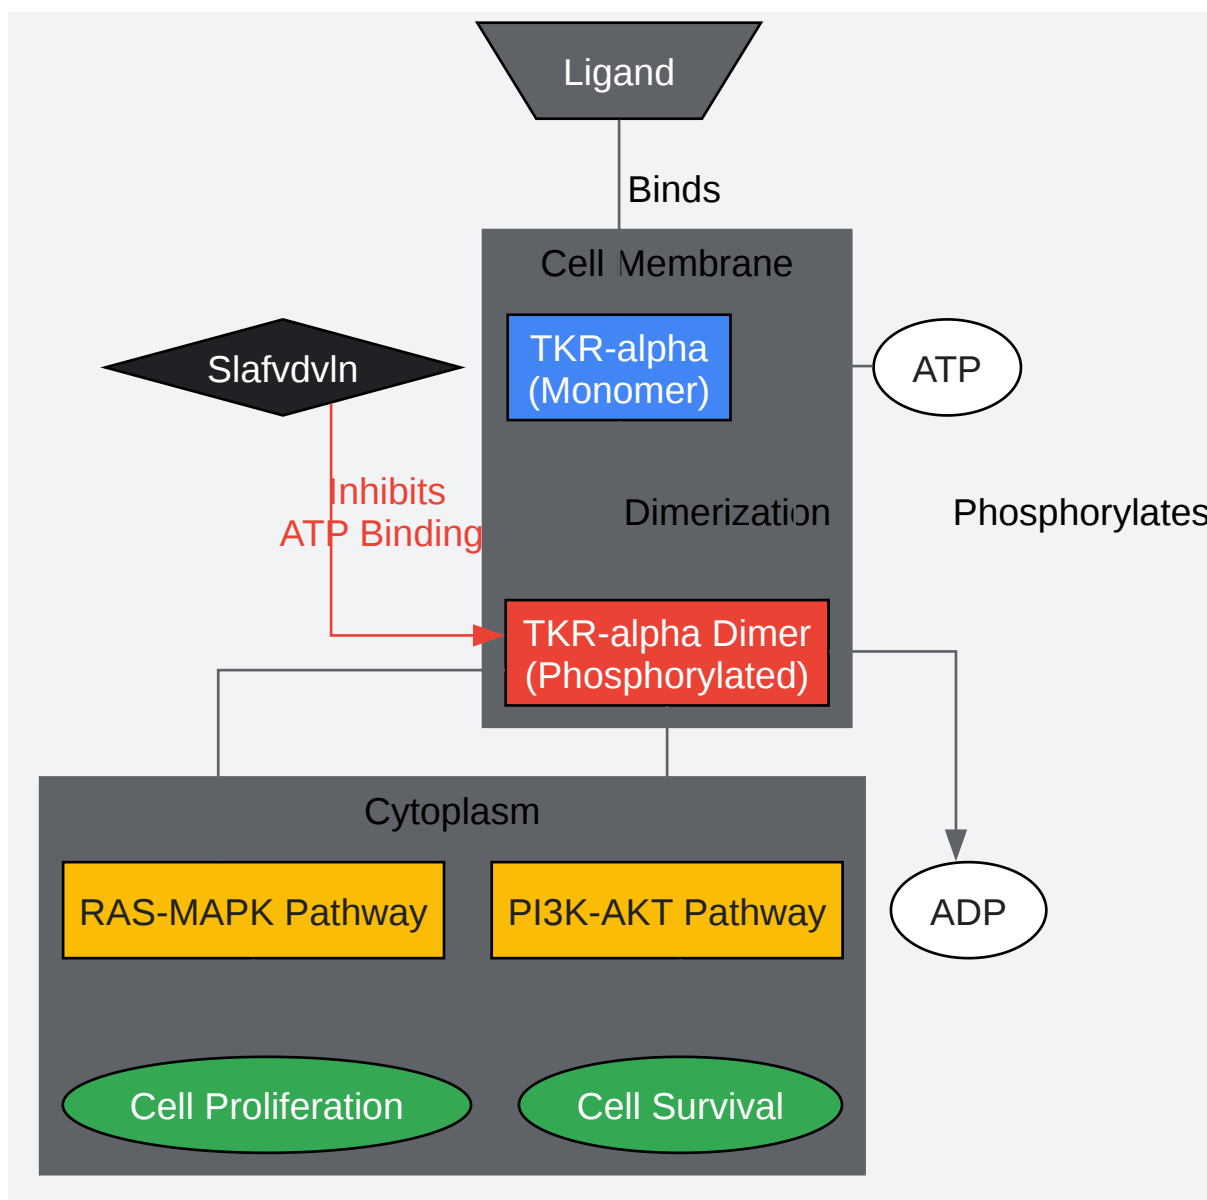 Ligand
Binds
Cell Membrane
TKR-alpha
(Monomer)
ATP
Slafvdvln
Inhibits
ATP Binding
Dimerization
Phosphorylates
TKR-alpha Dimer
(Phosphorylated)
Cytoplasm
RAS-MAPK Pathway
PI3K-AKT Pathway
ADP
Cell Proliferation
Cell Survival